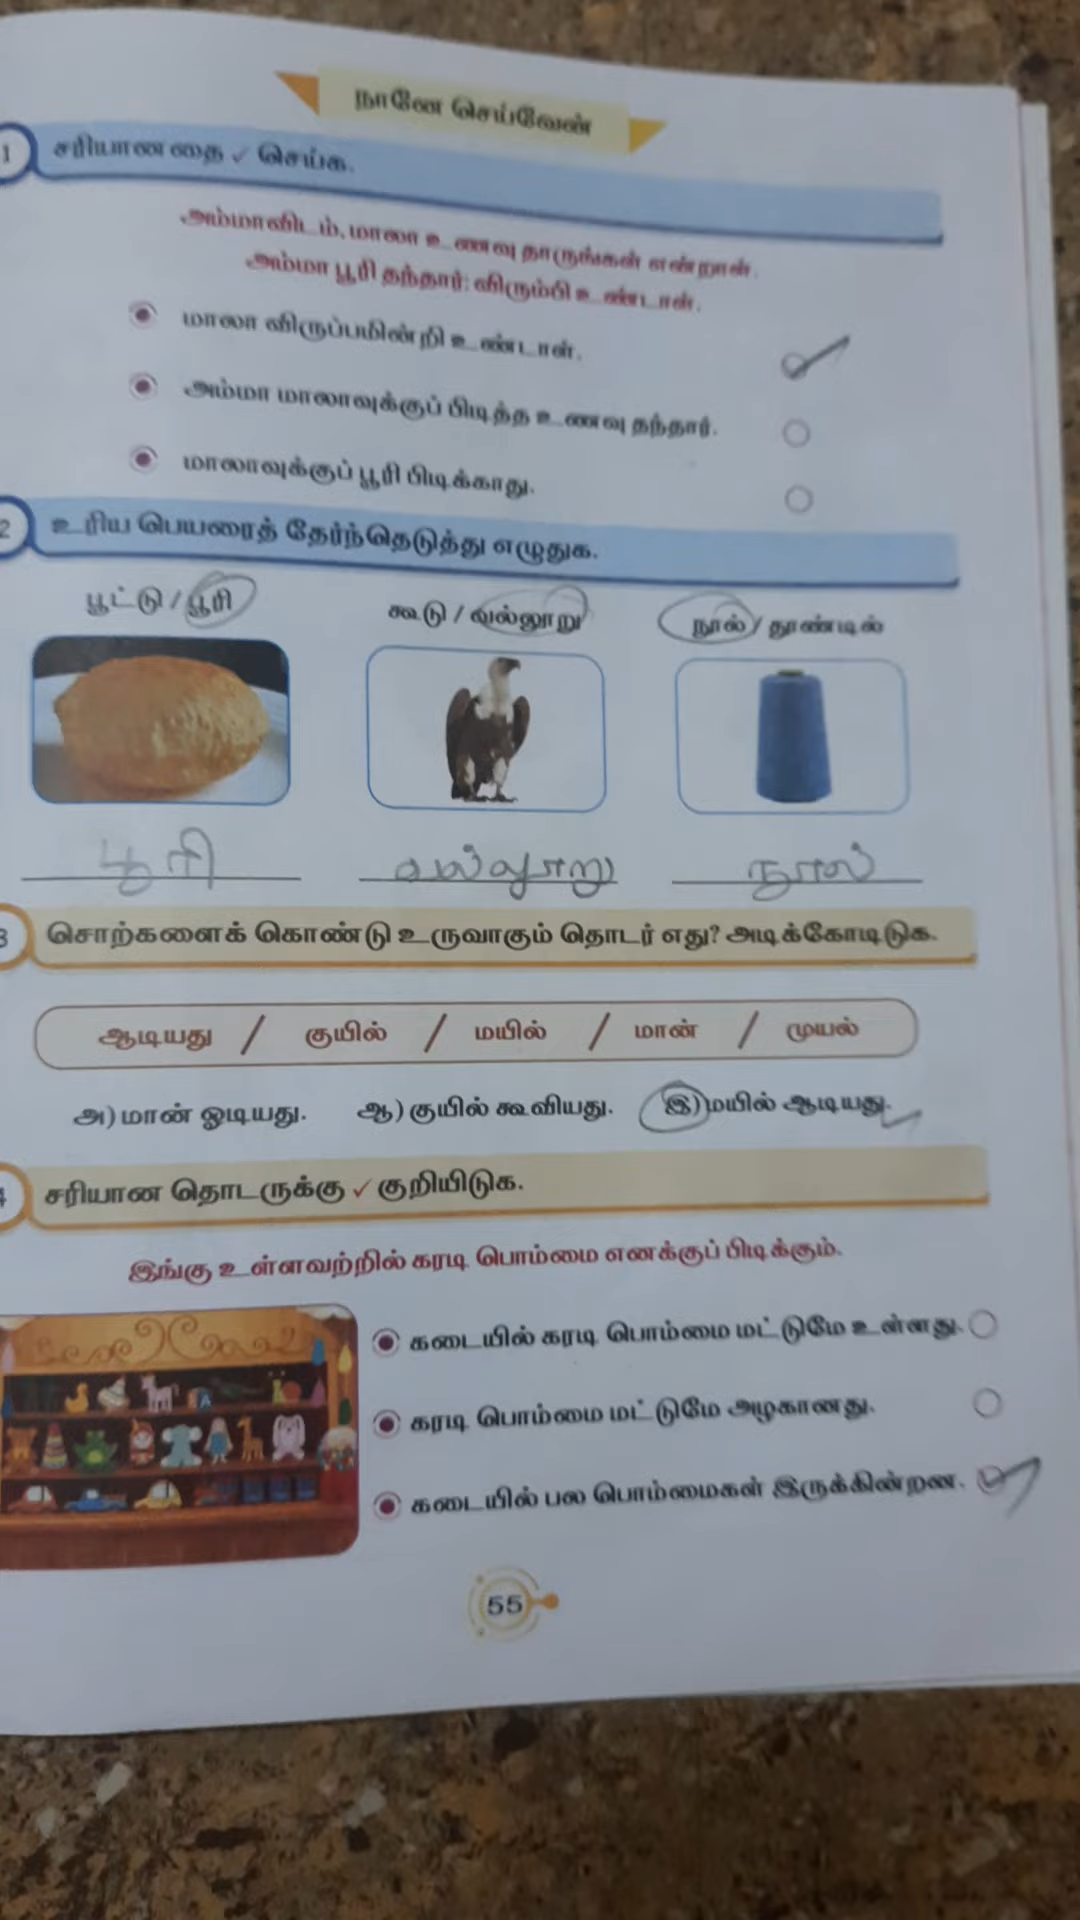 நானே செய்வேன்
1 சரியானதை ✓ செய்க.
அம்மாவிடம், மாலா உணவு தாருங்கள் என்றாள்.
அம்மா பூரி தந்தார்; விரும்பி உண்டாள்.
மாலா விருப்பமின்றி உண்டாள்.
அம்மா மாலாவுக்குப் பிடித்த உணவு தந்தார்.
மாலாவுக்குப் பூரி பிடிக்காது.
2 உரிய பெயரைத் தேர்ந்தெடுத்து எழுதுக.
பூட்டு / பூரி கூடு / வல்லூறு நூல் / தூண்டில்
பூரி வல்லூறு நூல்
3 சொற்களைக் கொண்டு உருவாகும் தொடர் எது? அடிக்கோடிடுக.
ஆடியது / குயில் / மயில் / மான் / முயல்
அ) மான் ஓடியது. ஆ) குயில் கூவியது. இ) மயில் ஆடியது.
4 சரியான தொடருக்கு ✓ குறியிடுக.
இங்கு உள்ளவற்றில் கரடி பொம்மை எனக்குப் பிடிக்கும்.
கடையில் கரடி பொம்மை மட்டுமே உள்ளது.
கரடி பொம்மை மட்டுமே அழகானது.
கடையில் பல பொம்மைகள் இருக்கின்றன.
55